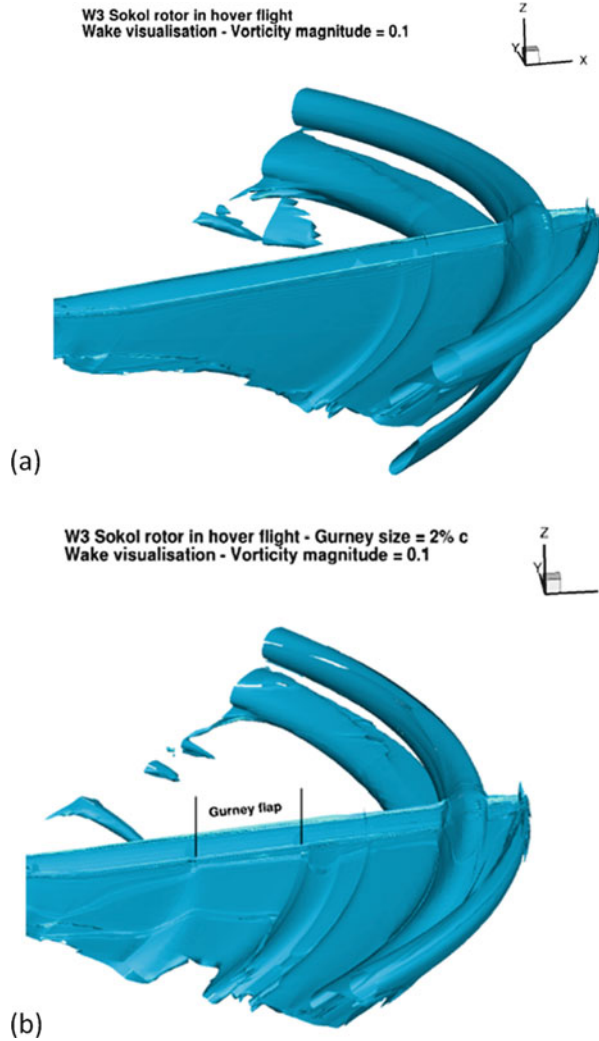 W3 Sokol rotor in hover flight
Wake visualisation - Vorticity magnitude = 0.1
Z
Y
X
(a)
W3 Sokol rotor in hover flight - Gurney size = 2% c
Wake visualisation - Vorticity magnitude = 0.1
Z
Y
Gurney flap
(b)